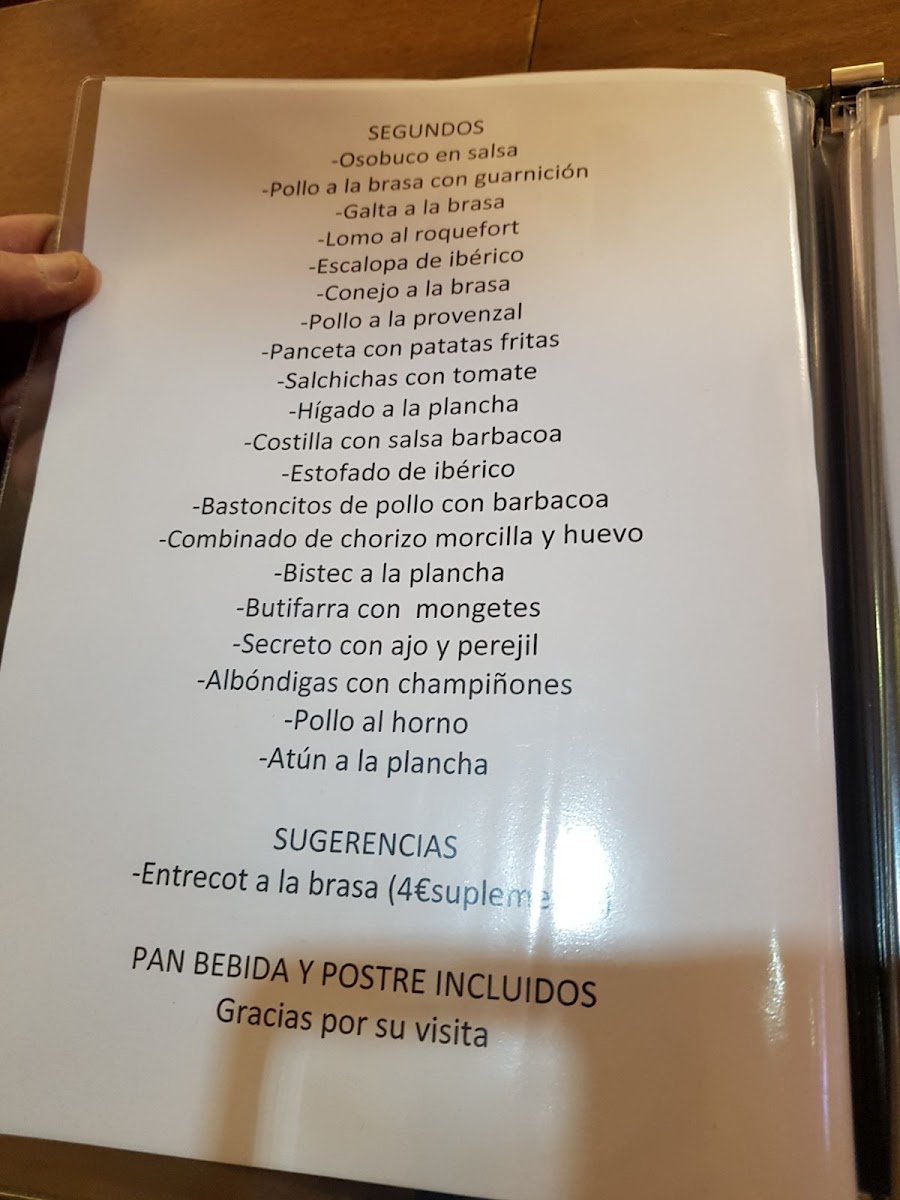 SEGUNDOS
-Osobuco en salsa
-Pollo a la brasa con guarnición
-Galta a la brasa
-Lomo al roquefort
-Escalopa de ibérico
-Conejo a la brasa
-Pollo a la provenzal
-Panceta con patatas fritas
-Salchichas con tomate
-Hígado a la plancha
-Costilla con salsa barbacoa
-Estofado de ibérico
-Bastoncitos de pollo con barbacoa
-Combinado de chorizo morcilla y huevo
-Bistec a la plancha
-Butifarra con mongetes
-Secreto con ajo y perejil
-Albóndigas con champiñones
-Pollo al horno
-Atún a la plancha
SUGERENCIAS
-Entrecot a la brasa
PAN BEBIDA Y POSTRE INCLUIDOS
Gracias por su visita